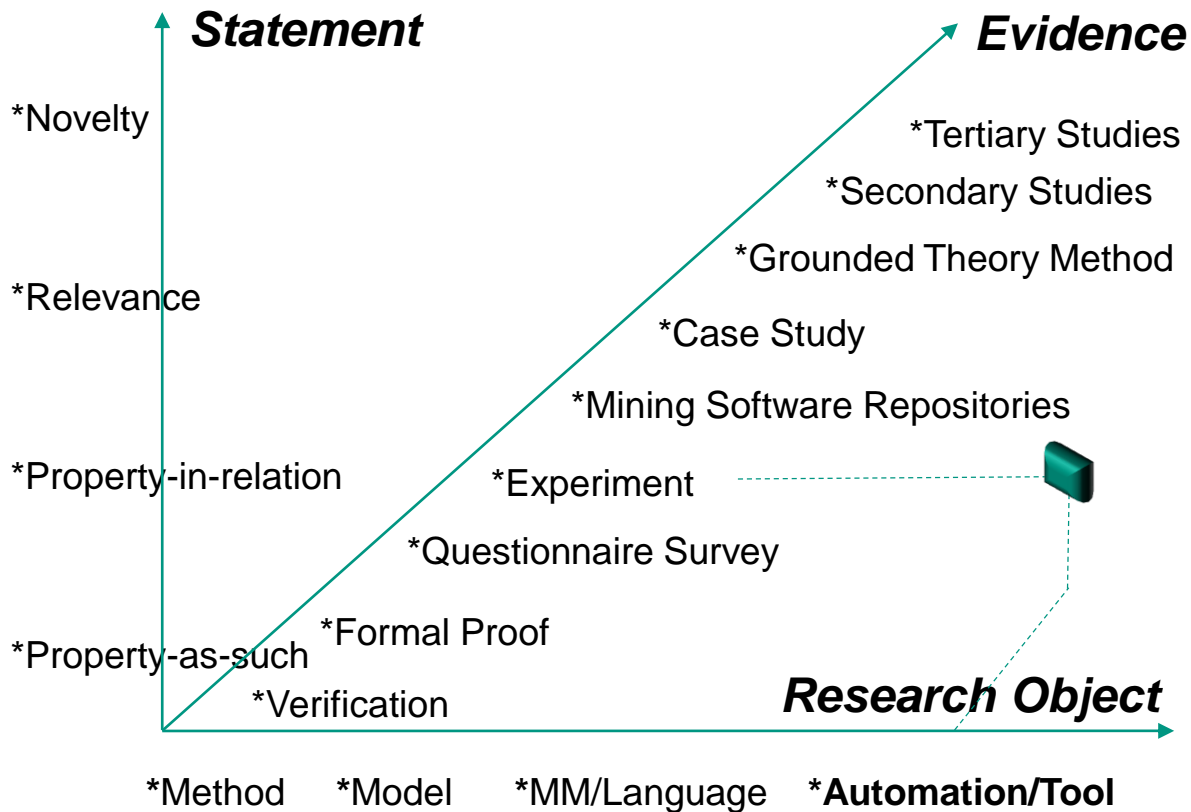 Statement
Evidence
*Novelty
*Tertiary Studies
*Secondary Studies
*Grounded Theory Method
*Relevance
*Case Study
*Mining Software Repositories
*Property-in-relation
*Experiment
*Questionnaire Survey
*Formal Proof
*Property-as-such
*Verification
Research Object
*Method *Model *MM/Language *Automation/Tool